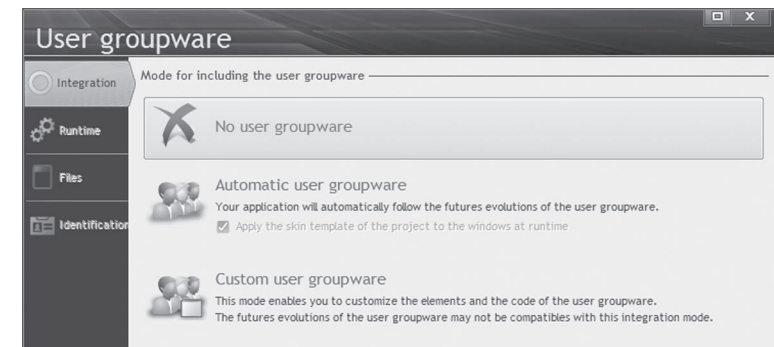 User groupware
Integration
Mode for including the user groupware
No user groupware
Runtime
Automatic user groupware
Files
Your application will automatically follow the futures evolutions of the user groupware.
Apply the skin template of the project to the windows at runtime
Identification
Custom user groupware
This mode enables you to customize the elements and the code of the user groupware.
The futures evolutions of the user groupware may not be compatibles with this integration mode.